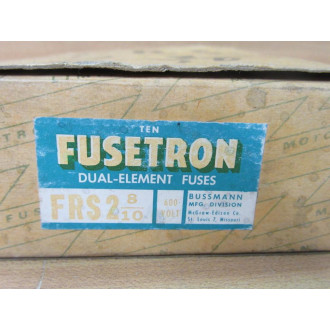 TEN
FUSETRON
DUAL-ELEMENT FUSES
FRS 2 8/10
600 VOLT
BUSSMANN
MFG. DIVISION
McGraw-Edison Co.
St. Louis 7, Missouri